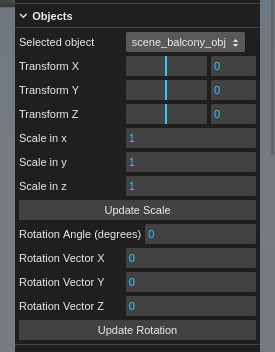 Objects
Selected object scene_balcony_obj
Transform X 0
Transform Y 0
Transform Z 0
Scale in x 1
Scale in y 1
Scale in z 1
Update Scale
Rotation Angle (degrees) 0
Rotation Vector X 0
Rotation Vector Y 0
Rotation Vector Z 0
Update Rotation